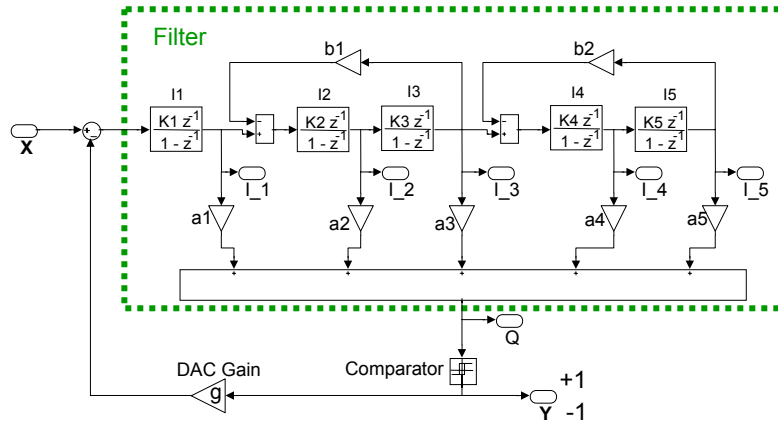 Filter
b1
b2
I1
I2
I3
I4
I5
K1 z-1
1 - z-1
K2 z-1
1 - z-1
K3 z-1
1 - z-1
K4 z-1
1 - z-1
K5 z-1
1 - z-1
X
I_1
I_2
I_3
I_4
I_5
a1
a2
a3
a4
a5
Q
DAC Gain
Comparator
g
+1
Y
-1